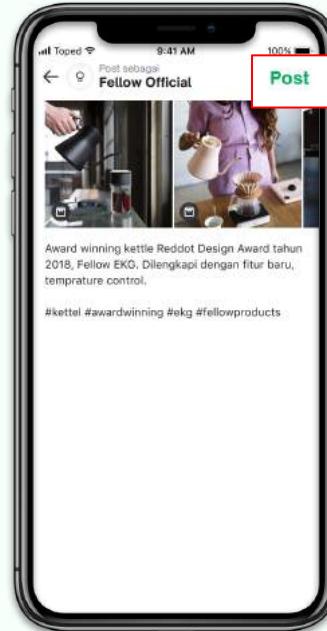 Toped
9:41 AM
100%
Post sebagai
Fellow Official
Post
Award winning kettle Reddot Design Award tahun
2018, Fellow EKG. Dilengkapi dengan fitur baru,
temprature control.
#kettel #awardwinning #ekg #fellowproducts